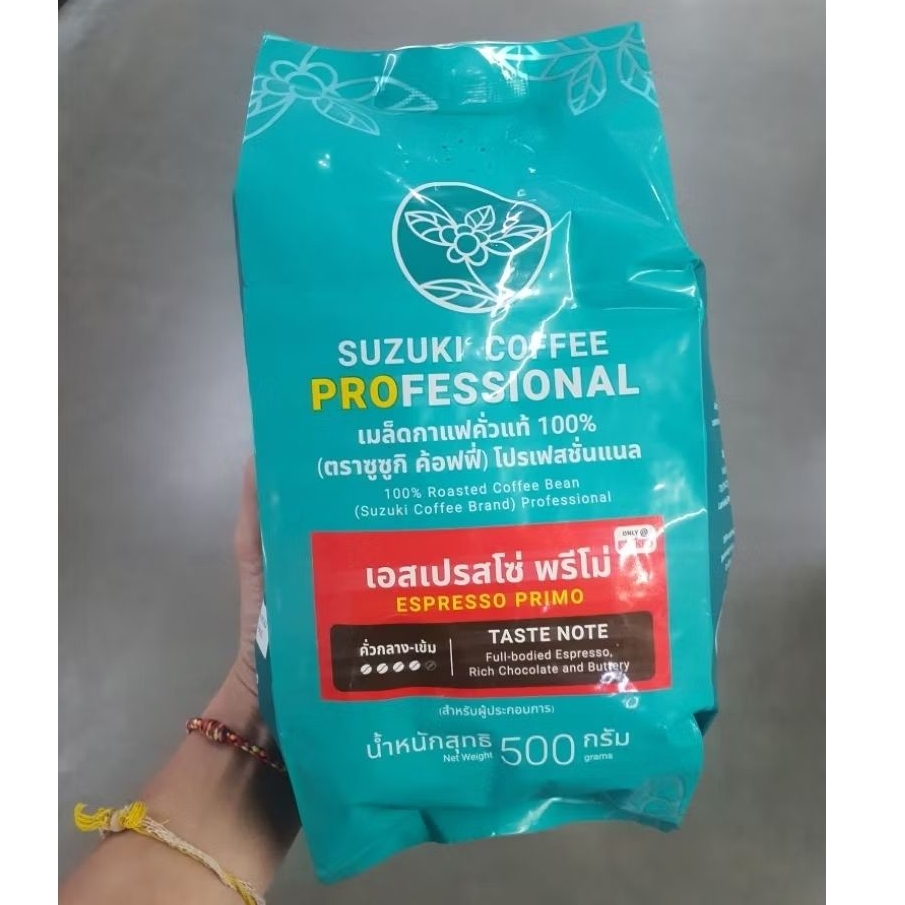 SUZUKI COFFEE
PROFESSIONAL
เมล็ดกาแฟคั่วแท้ 100%
(ตราซูซูกิ ค้อฟฟี่) โปรเฟสชั่นแนล
100% Roasted Coffee Bean
(Suzuki Coffee Brand) Professional
ONLY @
เอสเปรสโซ่ พรีโม่
ESPRESSO PRIMO
คั่วกลาง-เข้ม
TASTE NOTE
Full-bodied Espresso,
Rich Chocolate and Buttery
(สำหรับผู้ประกอบการ)
น้ำหนักสุทธิ 500 กรัม
Net Weight grams